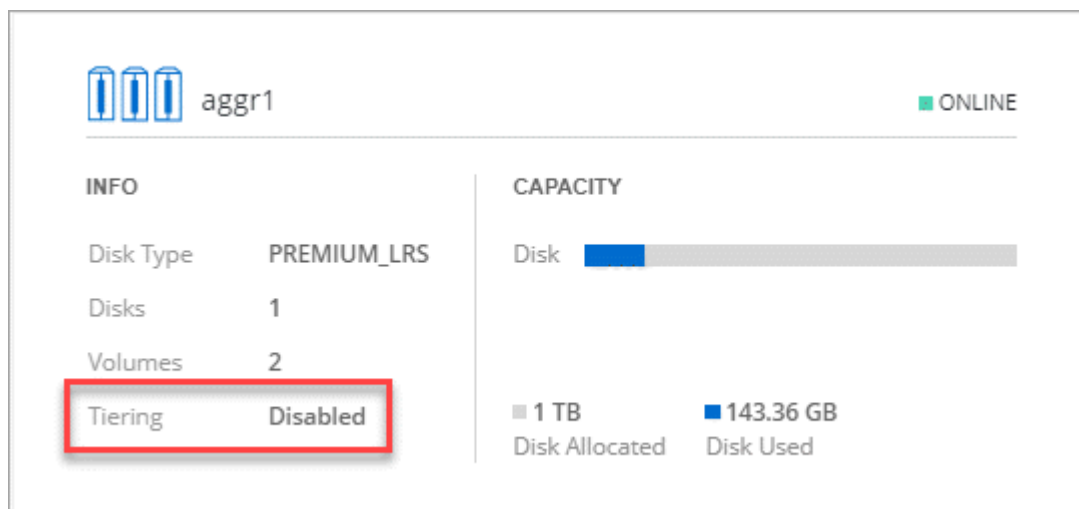 aggr1
ONLINE
INFO
Disk Type PREMIUM_LRS
Disks 1
Volumes 2
Tiering Disabled
CAPACITY
Disk
1 TB
Disk Allocated
143.36 GB
Disk Used